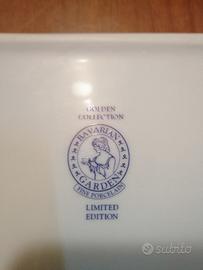 GOLDEN
COLLECTION
BAVARIAN
GARDEN
FINE PORCELAIN
LIMITED
EDITION
subito